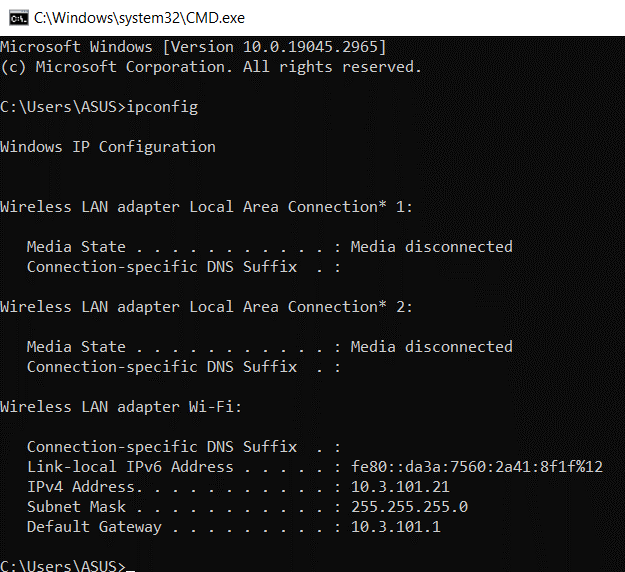 C:\Windows\system32\CMD.exe
Microsoft Windows [Version 10.0.19045.2965]
(c) Microsoft Corporation. All rights reserved.
C:\Users\ASUS>ipconfig
Windows IP Configuration
Wireless LAN adapter Local Area Connection* 1:
   Media State . . . . . . . . . . . : Media disconnected
   Connection-specific DNS Suffix  . :
Wireless LAN adapter Local Area Connection* 2:
   Media State . . . . . . . . . . . : Media disconnected
   Connection-specific DNS Suffix  . :
Wireless LAN adapter Wi-Fi:
   Connection-specific DNS Suffix  . :
   Link-local IPv6 Address . . . . . : fe80::da3a:7560:2a41:8f1f%12
   IPv4 Address. . . . . . . . . . . : 10.3.101.21
   Subnet Mask . . . . . . . . . . . : 255.255.255.0
   Default Gateway . . . . . . . . . : 10.3.101.1
C:\Users\ASUS>_